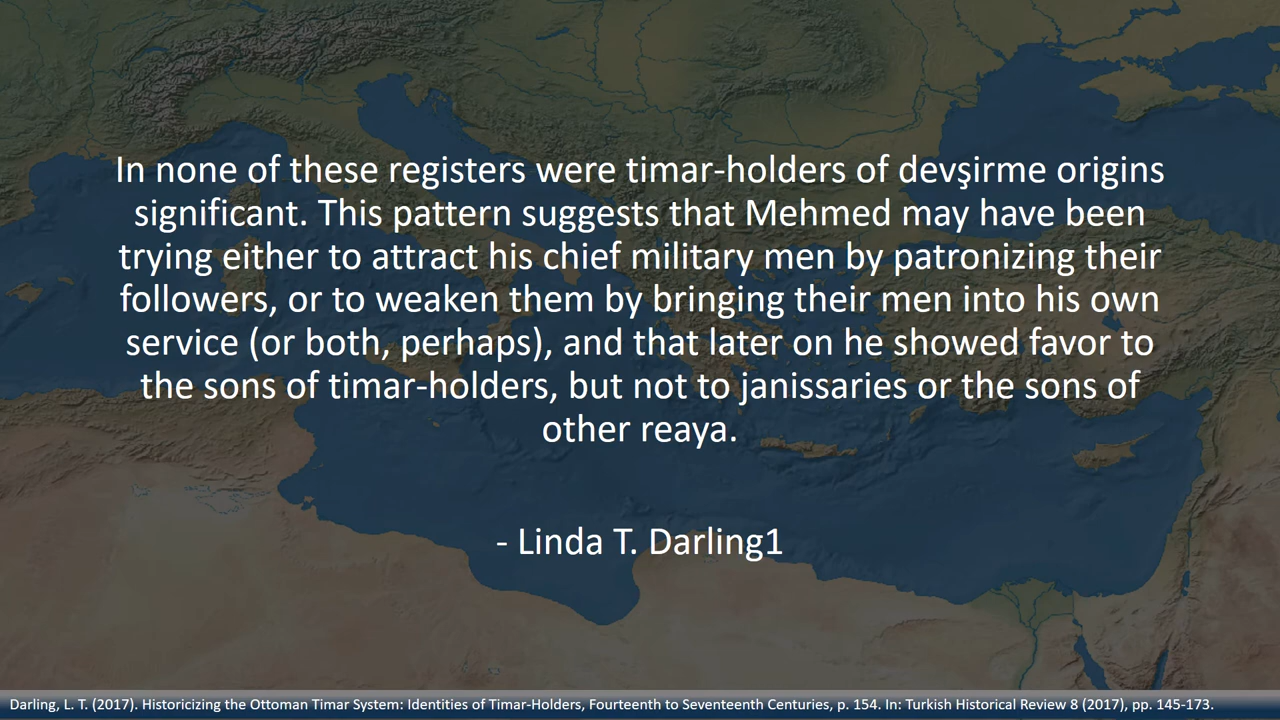 In none of these registers were timar-holders of devşirme origins
significant. This pattern suggests that Mehmed may have been
trying either to attract his chief military men by patronizing their
followers, or to weaken them by bringing their men into his own
service (or both, perhaps), and that later on he showed favor to
the sons of timar-holders, but not to janissaries or the sons of
other reaya.
- Linda T. Darling1
Darling, L. T. (2017). Historicizing the Ottoman Timar System: Identities of Timar-Holders, Fourteenth to Seventeenth Centuries, p. 154. In: Turkish Historical Review 8 (2017), pp. 145-173.